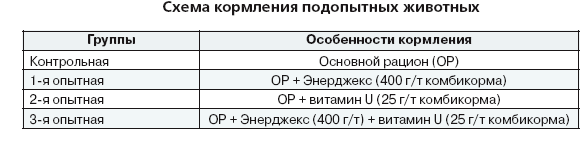 Схема кормления подопытных животных
Группы Особенности кормления
Контрольная Основной рацион (ОР)
1-я опытная ОР + Энерджекс (400 г/т комбикорма)
2-я опытная ОР + витамин U (25 г/т комбикорма)
3-я опытная ОР + Энерджекс (400 г/т) + витамин U (25 г/т комбикорма)